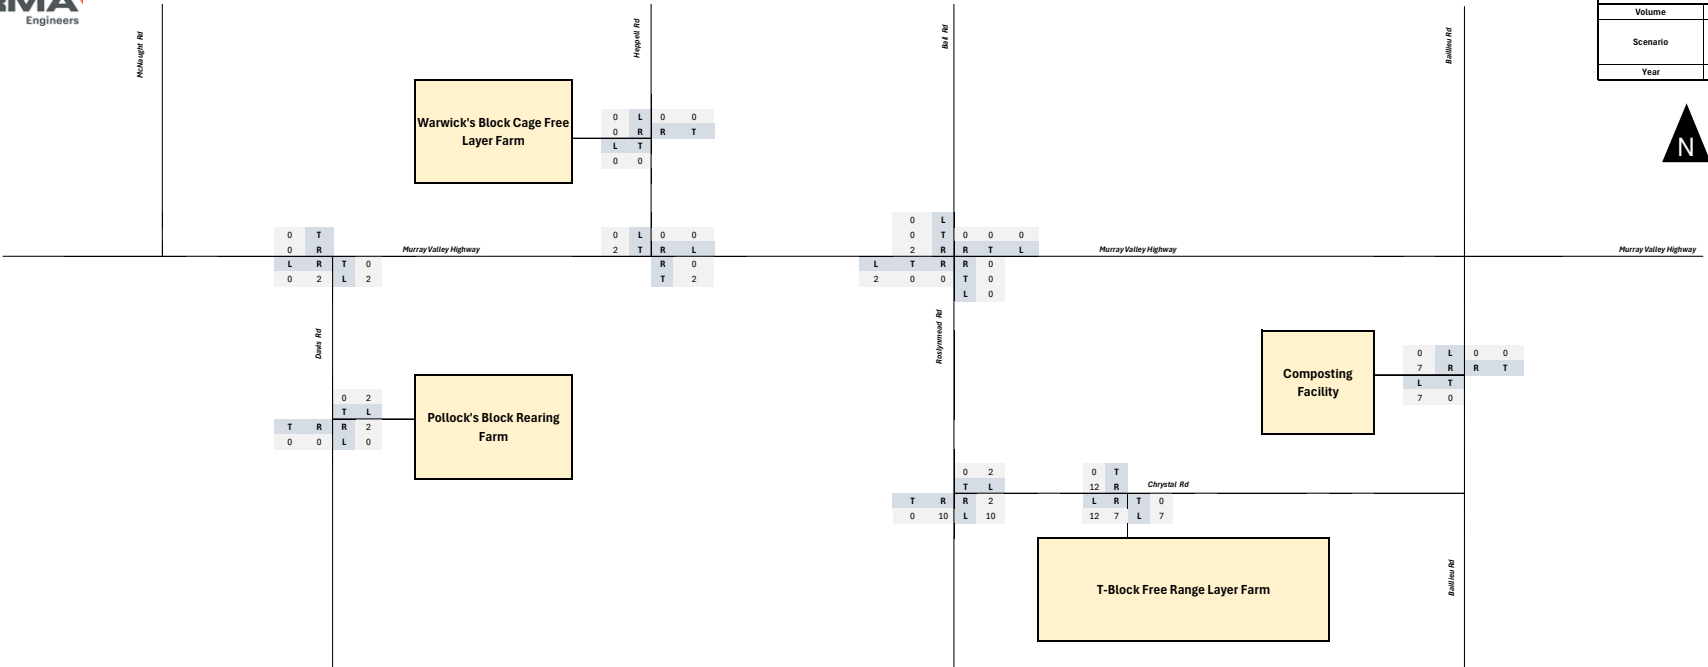 Engineers
Volume
Scenario
Year
McNaught Rd
Heppell Rd
Ball Rd
Baillieu Rd
N
Warwick's Block Cage Free
Layer Farm
0 L 0 0
0 R R T
L T
0 0
0 T
0 R
L R T 0
0 2 L 2
Murray Valley Highway
0 L 0 0
2 T R L
R 0
T 2
0 L
0 T 0 0 0
2 R R T L
L T R R 0
2 0 0 T 0
L 0
Murray Valley Highway
Murray Valley Highway
Davis Rd
Roslynmead Rd
0 2
T L
T R R 2
0 0 L 0
Pollock's Block Rearing
Farm
Composting
Facility
0 L 0 0
7 R R T
L T
7 0
0 2
T L
T R R 2
0 10 L 10
0 T
12 R
L R T 0
12 7 L 7
Chrystal Rd
T-Block Free Range Layer Farm
Baillieu Rd